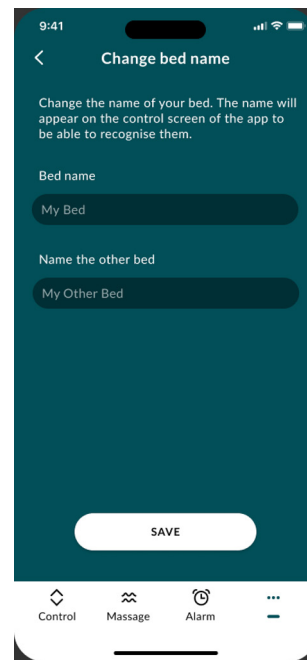 9:41
Change bed name
Change the name of your bed. The name will
appear on the control screen of the app to
be able to recognise them.
Bed name
My Bed
Name the other bed
My Other Bed
SAVE
Control Massage Alarm